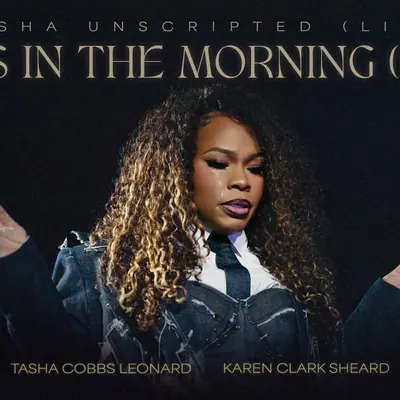 SHA UNSCRIPTED (LI
S IN THE MORNING (
TASHA COBBS LEONARD KAREN CLARK SHEARD